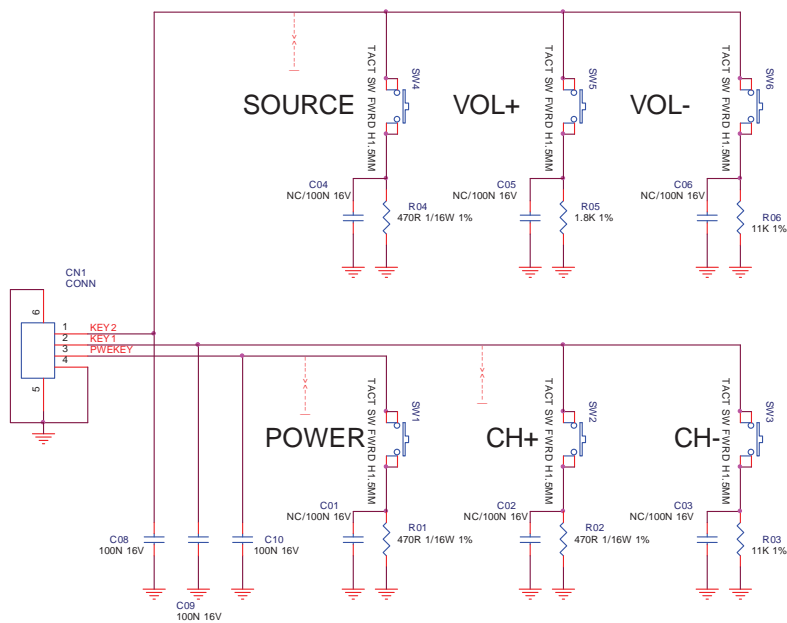 SOURCE
TACT SW FWRD H1.5MM
SW4
VOL+
TACT SW FWRD H1.5MM
SW5
VOL-
TACT SW FWRD H1.5MM
SW6
C04
NC/100N 16V
R04
470R 1/16W 1%
C05
NC/100N 16V
R05
1.8K 1%
C06
NC/100N 16V
R06
11K 1%
CN1
CONN
6
1
2
3
4
5
KEY2
KEY1
PWEKEY
POWER
TACT SW FWRD H1.5MM
SW1
CH+
TACT SW FWRD H1.5MM
SW2
CH-
TACT SW FWRD H1.5MM
SW3
C01
NC/100N 16V
R01
470R 1/16W 1%
C02
NC/100N 16V
R02
470R 1/16W 1%
C03
NC/100N 16V
R03
11K 1%
C08
100N 16V
C10
100N 16V
C09
100N 16V